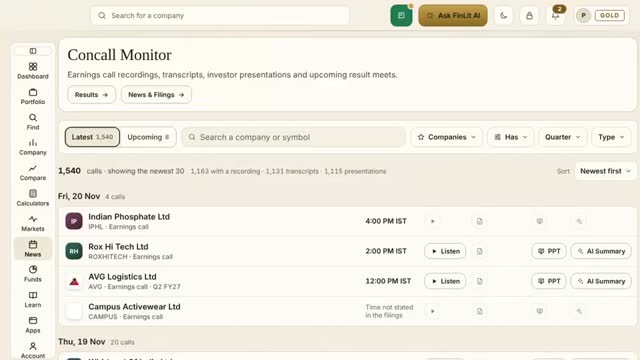 Search for a company
Ask FinLit AI
2
P
GOLD
Dashboard
Portfolio
Find
Company
Compare
Calculators
Markets
News
Funds
Learn
Apps
Account
Concall Monitor
Earnings call recordings, transcripts, investor presentations and upcoming result meets.
Results →
News & Filings →
Latest 1,540
Upcoming 8
Search a company or symbol
Companies
Has
Quarter
Type
1,540 calls · showing the newest 30 1,163 with a recording · 1,131 transcripts · 1,115 presentations
Sort
Newest first
Fri, 20 Nov 4 calls
IP
Indian Phosphate Ltd
IPHL · Earnings call
4:00 PM IST
RH
Rox Hi Tech Ltd
ROXHITECH · Earnings call
2:00 PM IST
Listen
PPT
AI Summary
AVG Logistics Ltd
AVG · Earnings call · Q2 FY27
12:00 PM IST
Listen
PPT
AI Summary
Campus Activewear Ltd
CAMPUS · Earnings call
Time not stated
in the filings
Thu, 19 Nov 20 calls